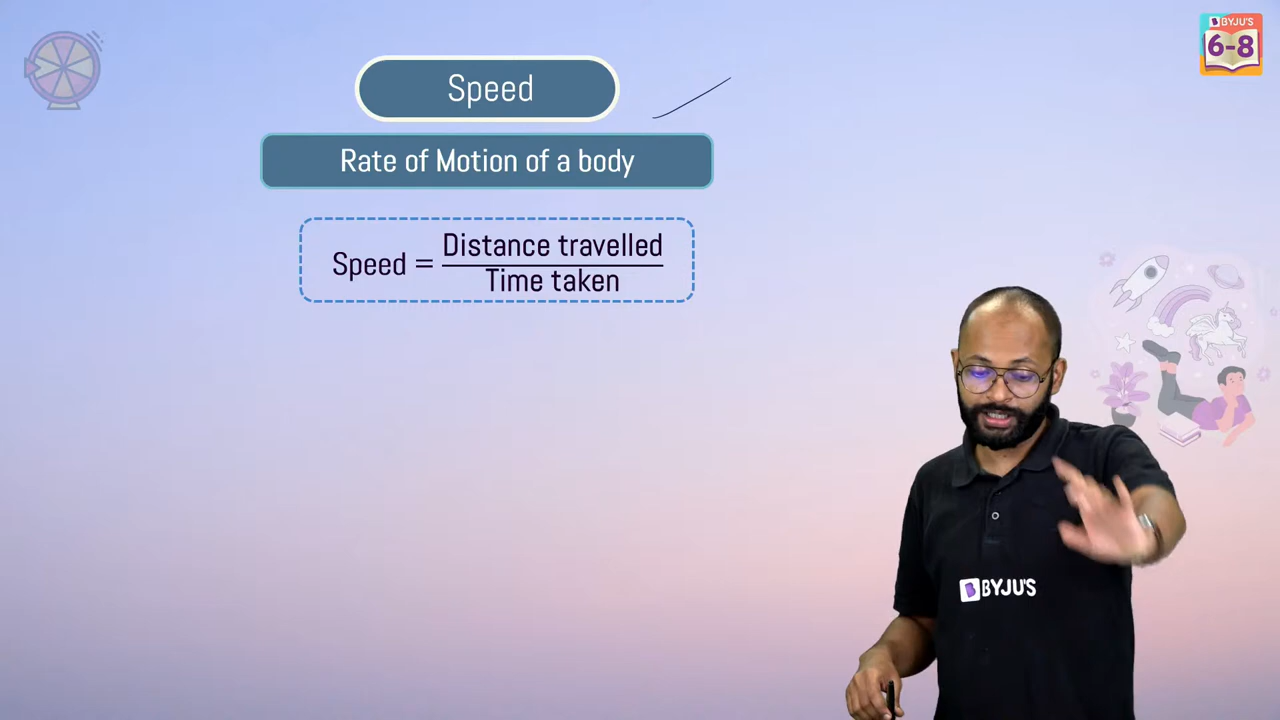 BYJU'S
6-8
Speed
Rate of Motion of a body
Speed = Distance travelled
Time taken
BYJU'S